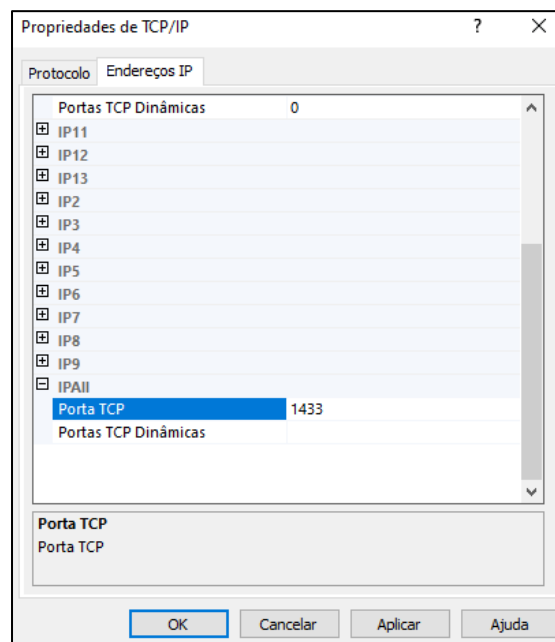 Propriedades de TCP/IP ? ×
Protocolo Endereços IP
Portas TCP Dinâmicas 0
IP11
IP12
IP13
IP2
IP3
IP4
IP5
IP6
IP7
IP8
IP9
IPAll
Porta TCP 1433
Portas TCP Dinâmicas
Porta TCP
Porta TCP
OK Cancelar Aplicar Ajuda